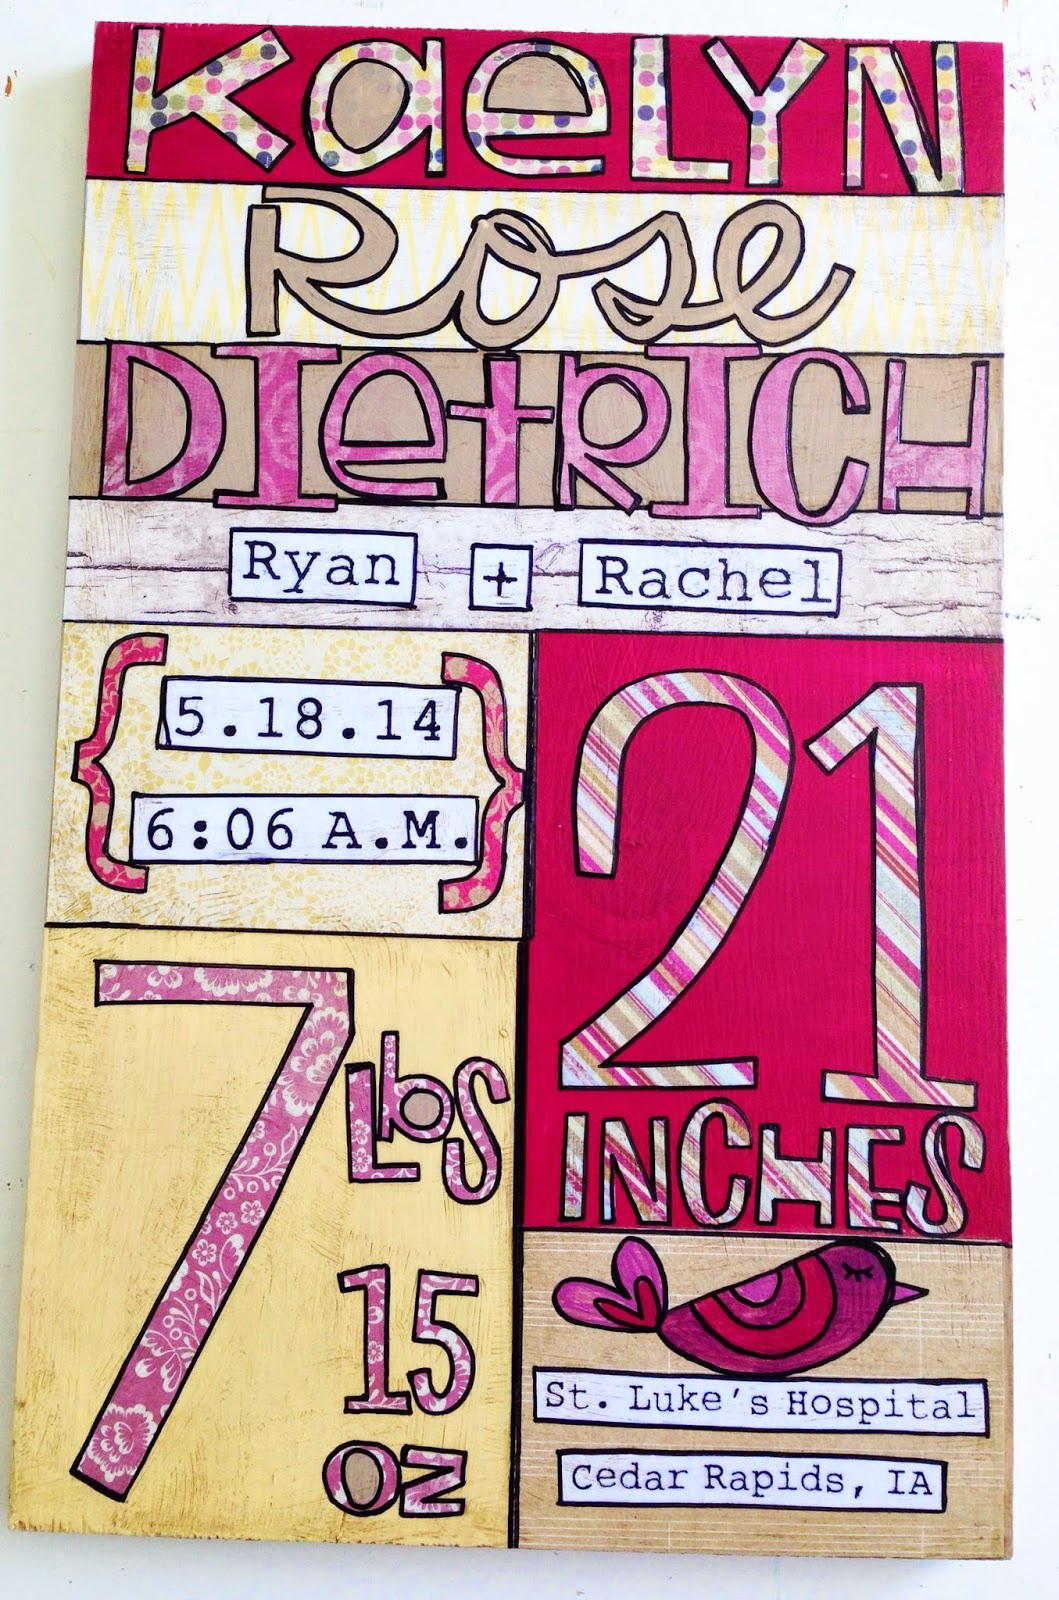 KaeLYN
Rose
DIetRICH
Ryan + Rachel
5.18.14
6:06 A.M.
21
INCHES
7 Lbs
15
oz
St. Luke's Hospital
Cedar Rapids, IA